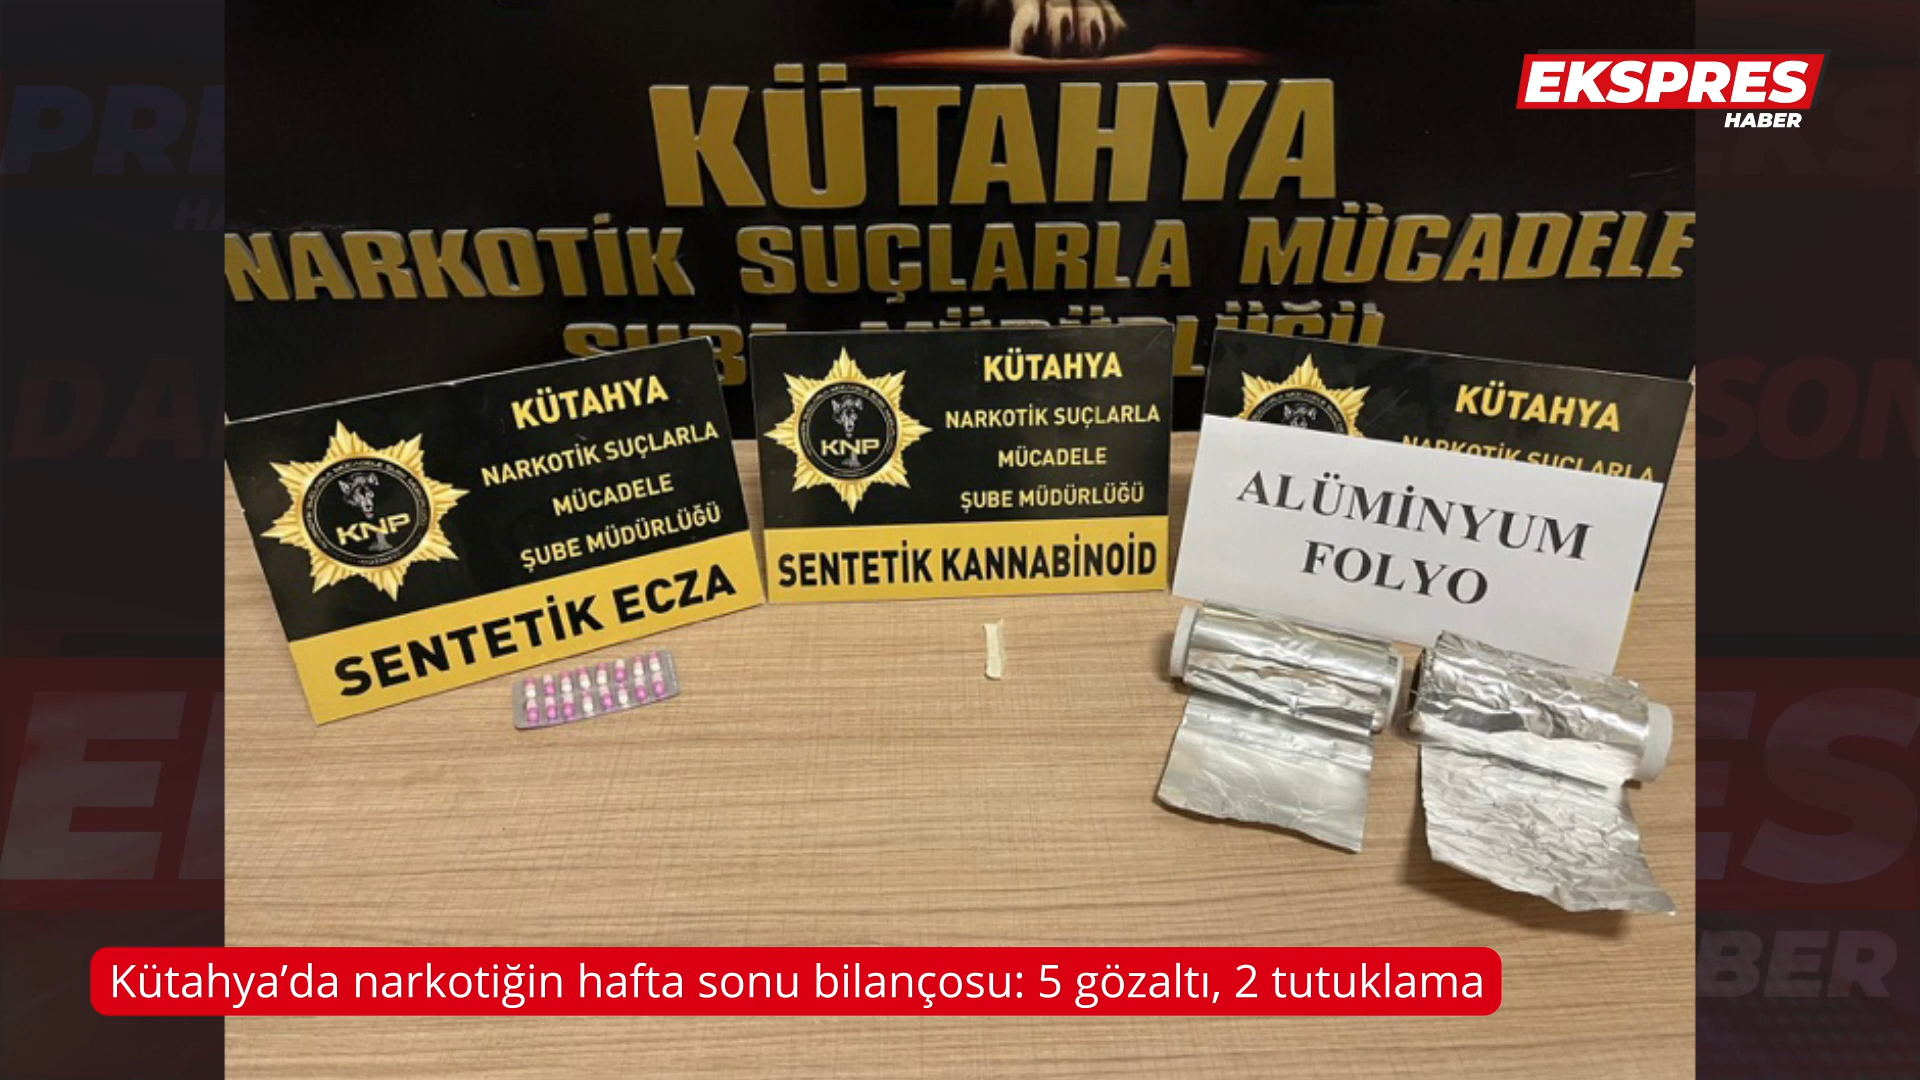 EKSPRES
HABER
KÜTAHYA
NARKOTİK SUÇLARLA MÜCADELE
KÜTAHYA
NARKOTİK SUÇLARLA
MÜCADELE
ŞUBE MÜDÜRLÜĞÜ
KNP
SENTETİK ECZA
KÜTAHYA
NARKOTİK SUÇLARLA
MÜCADELE
ŞUBE MÜDÜRLÜĞÜ
KNP
SENTETİK KANNABİNOİD
KÜTAHYA
NARKOTİK SUÇLARLA
ALÜMİNYUM
FOLYO
Kütahya’da narkotiğin hafta sonu bilançosu: 5 gözaltı, 2 tutuklama